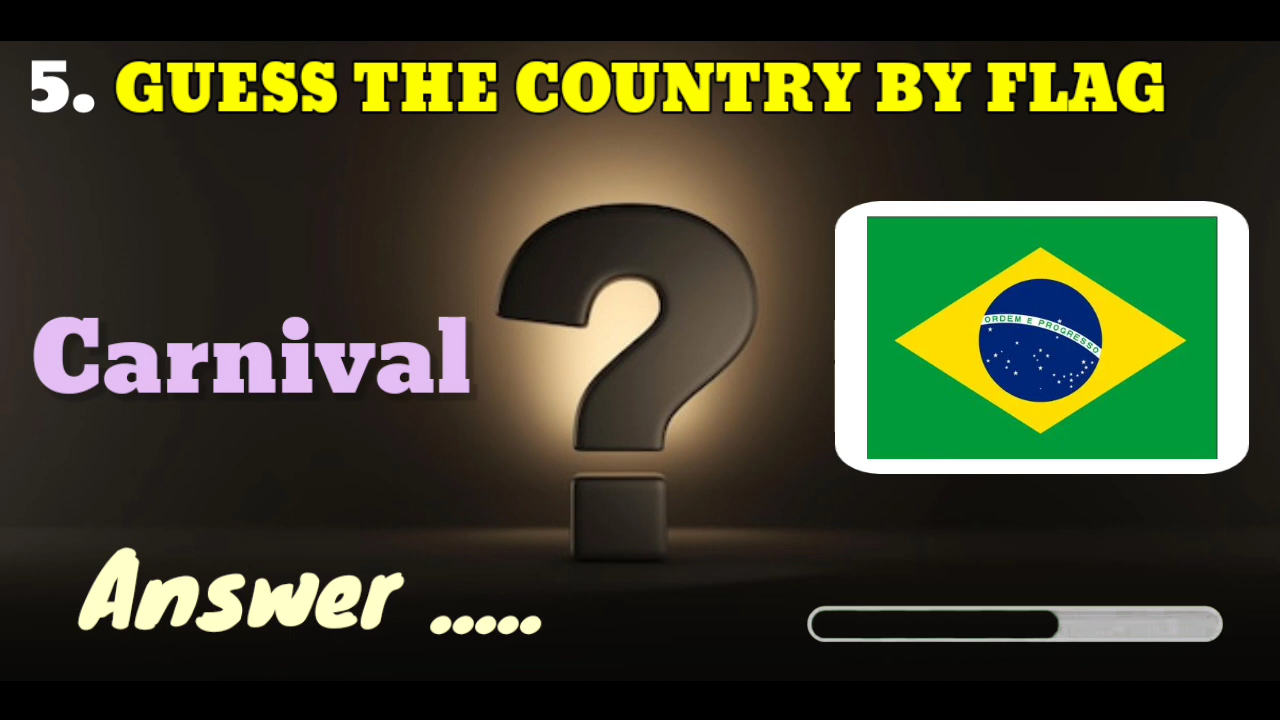 5. GUESS THE COUNTRY BY FLAG
Carnival
ORDEM E PROGRESSO
Answer .....